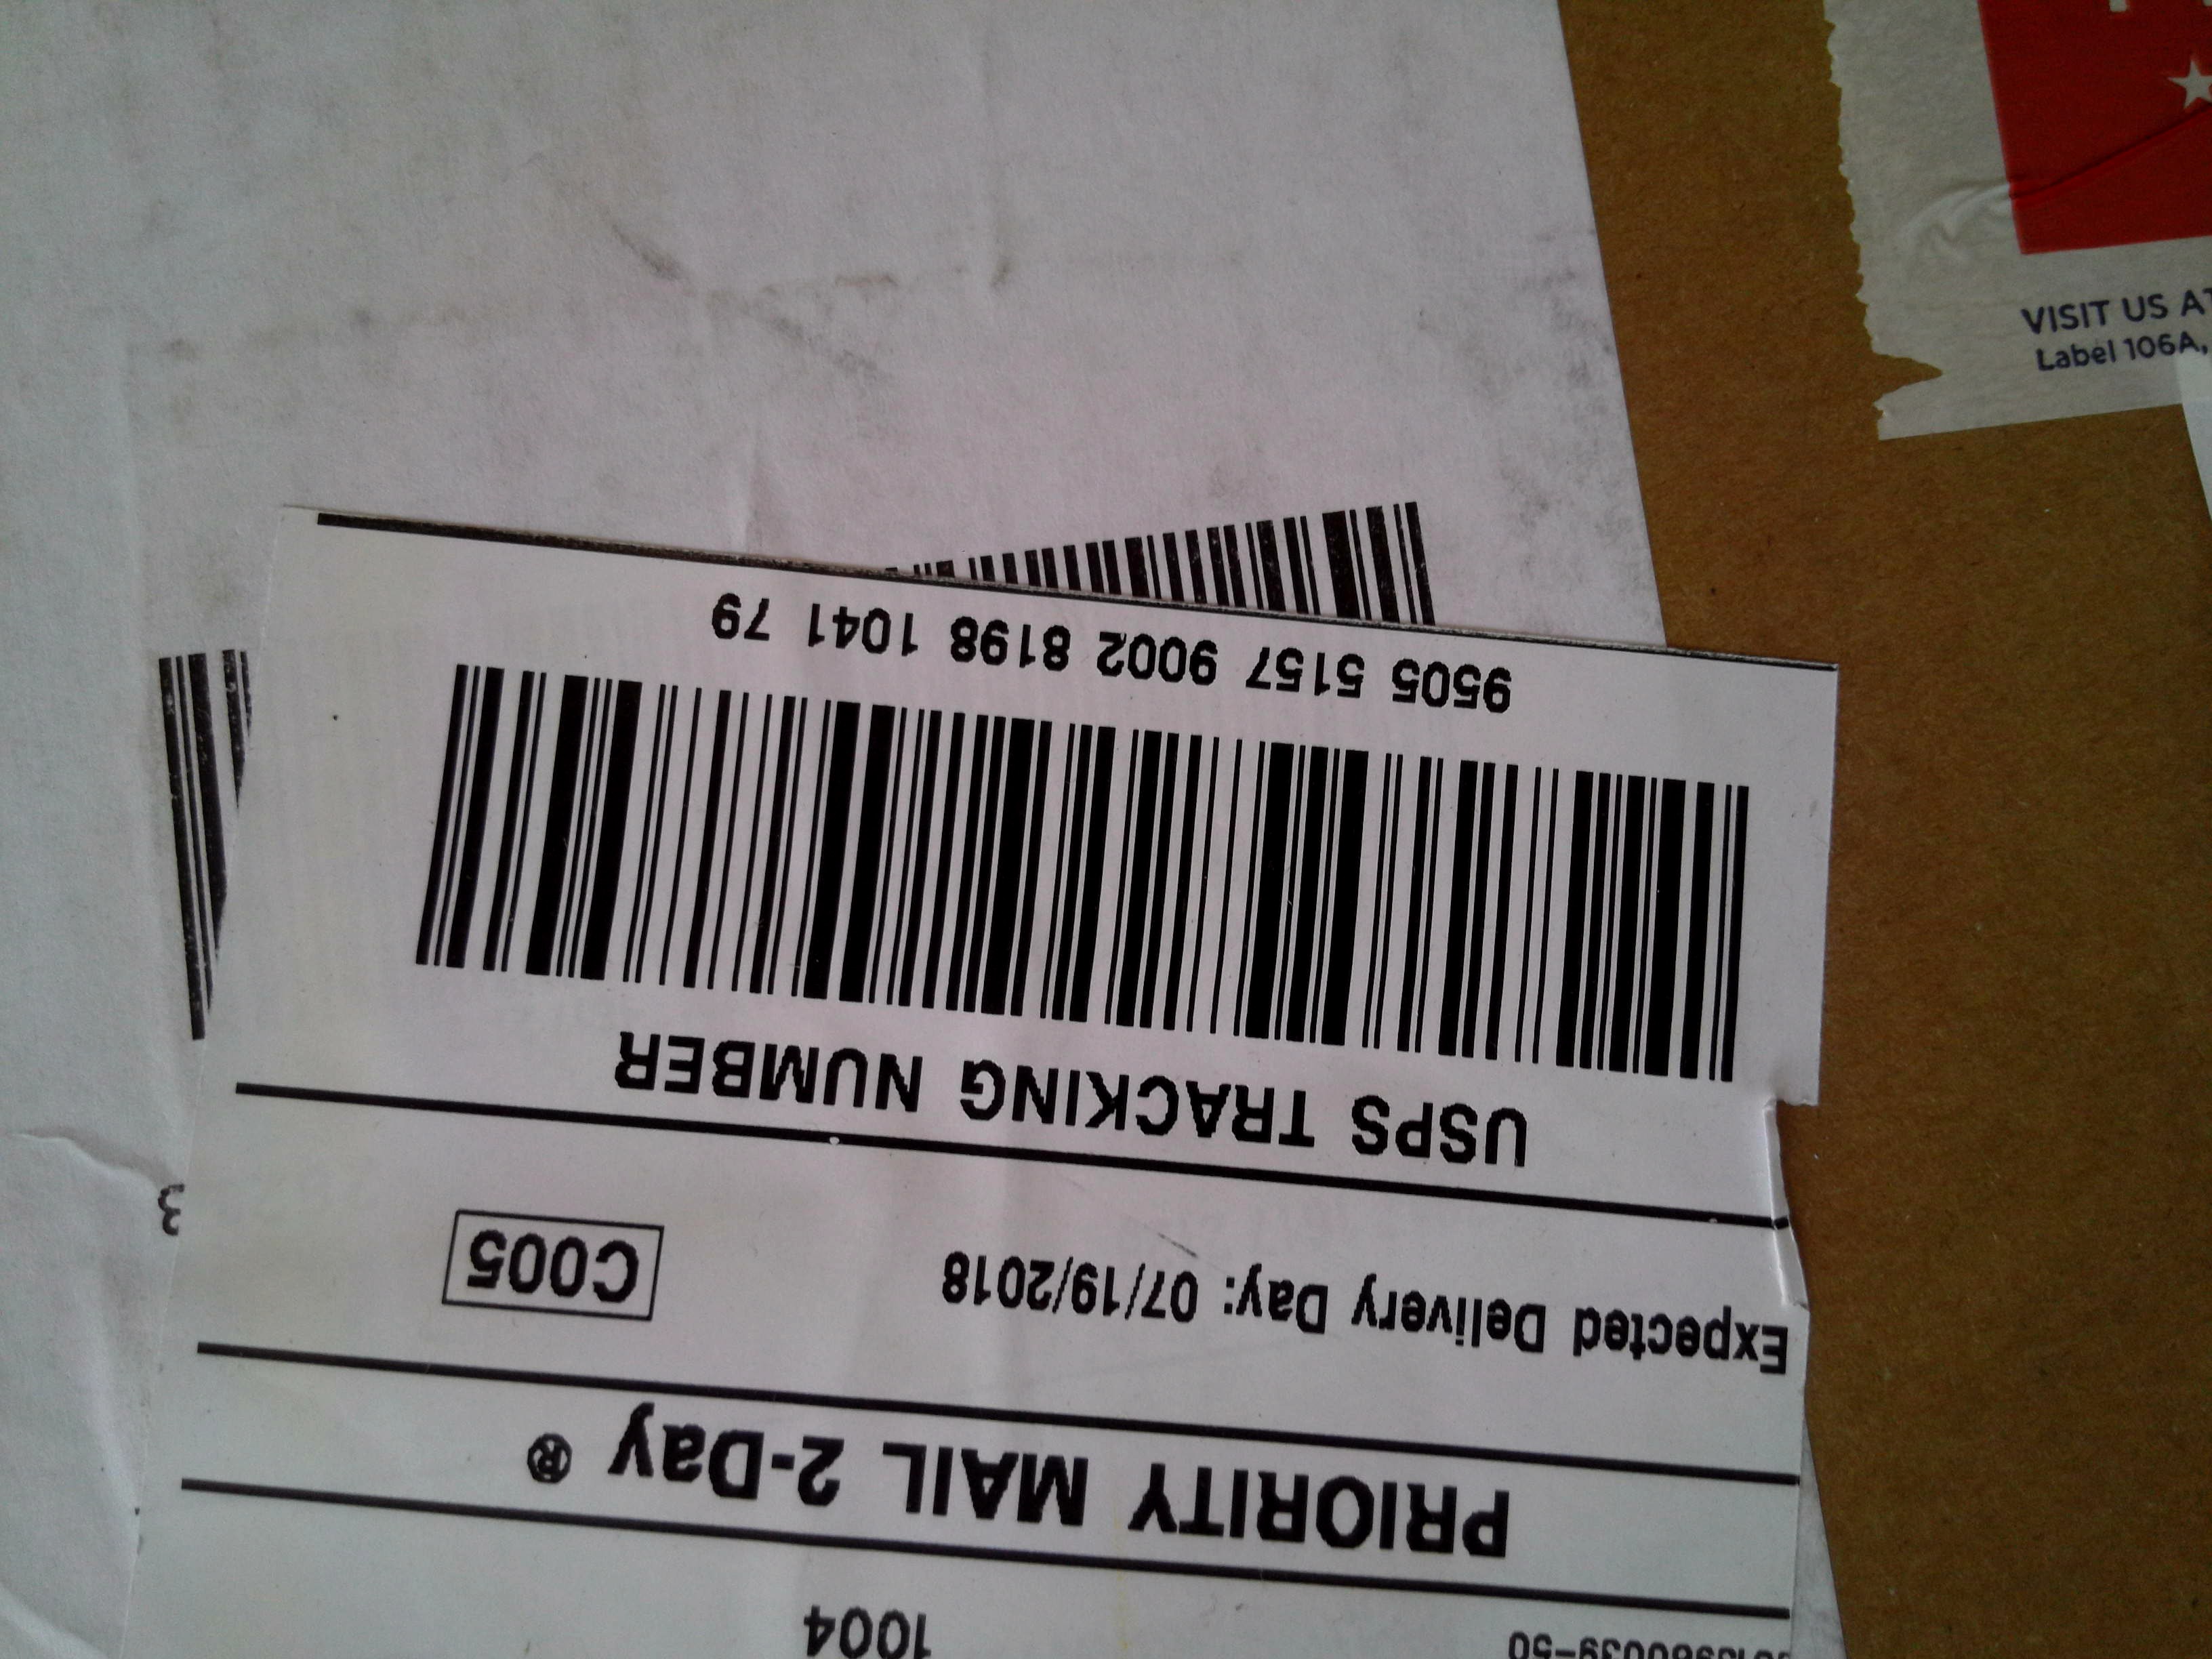 1004
PRIORITY MAIL 2-Day ®
Expected Delivery Day: 07/19/2018
C005
USPS TRACKING NUMBER
9505 5157 9002 8198 1041 79
3
VISIT US
Label 106A,